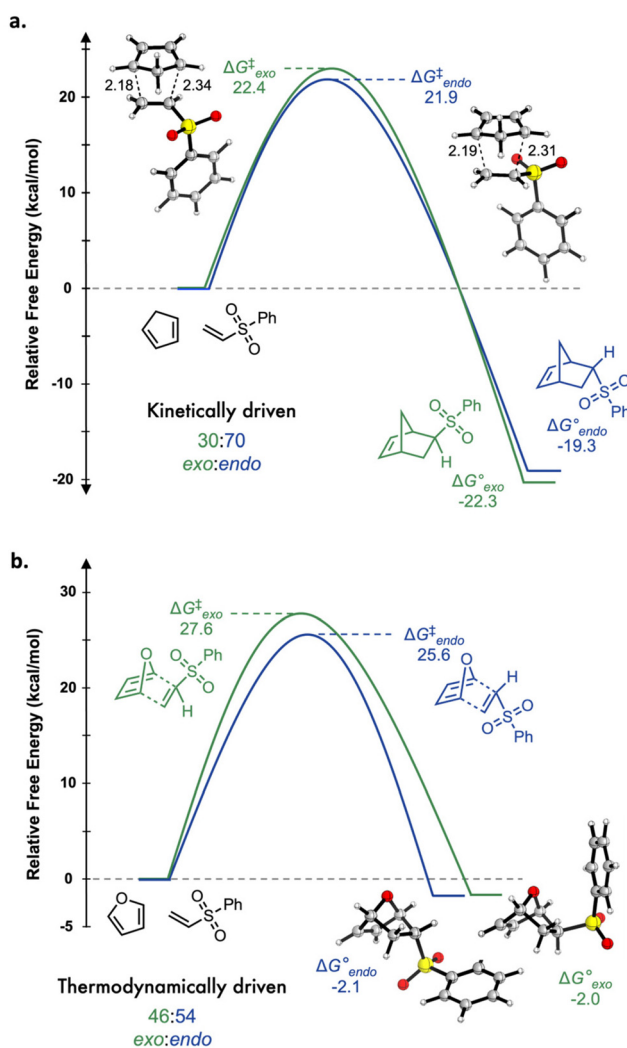 a.
Relative Free Energy (kcal/mol)
20
10
0
-10
-20
2.18
2.34
ΔG‡exo
22.4
ΔG‡endo
21.9
2.19
2.31
S
O
O
Ph
Kinetically driven
30:70
exo:endo
Ph
S
O
O
H
ΔG°exo
-22.3
H
O
S
O
Ph
ΔG°endo
-19.3
b.
Relative Free Energy (kcal/mol)
30
20
10
0
-5
ΔG‡exo
27.6
O
Ph
S
O
O
H
ΔG‡endo
25.6
O
H
S
O
O
Ph
O
O
S
O
Ph
Thermodynamically driven
46:54
exo:endo
ΔG°endo
-2.1
ΔG°exo
-2.0